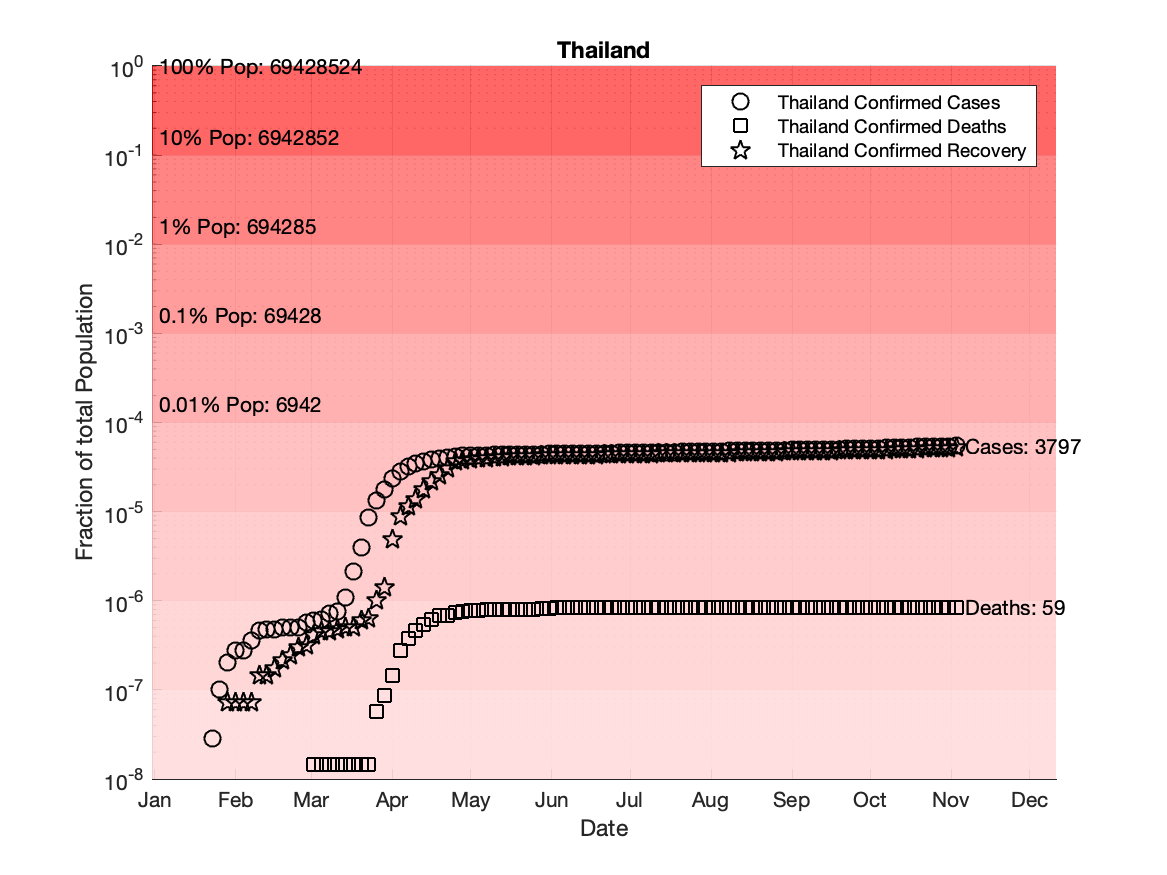 Thailand
10^0
100% Pop: 69428524
Thailand Confirmed Cases
Thailand Confirmed Deaths
Thailand Confirmed Recovery
10% Pop: 6942852
10^-1
1% Pop: 694285
10^-2
0.1% Pop: 69428
10^-3
0.01% Pop: 6942
10^-4
Cases: 3797
10^-5
10^-6
Deaths: 59
10^-7
10^-8
Fraction of total Population
Jan Feb Mar Apr May Jun Jul Aug Sep Oct Nov Dec
Date